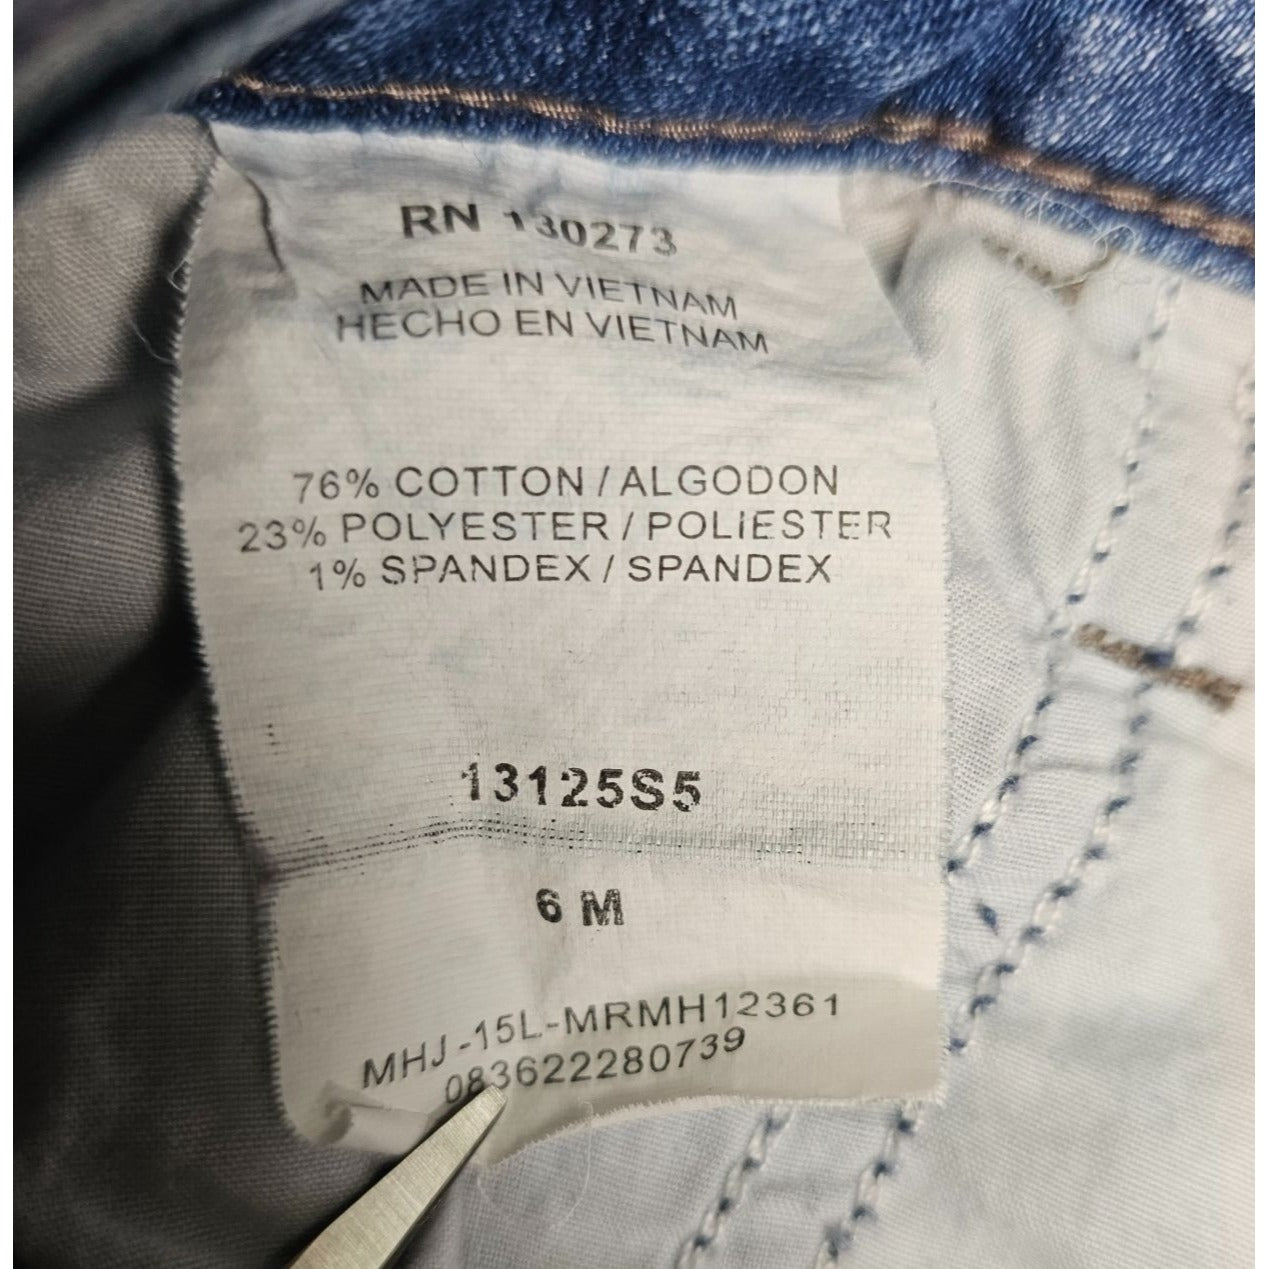 RN 130273
MADE IN VIETNAM
HECHO EN VIETNAM
76% COTTON / ALGODON
23% POLYESTER / POLIESTER
1% SPANDEX / SPANDEX
13125S5
6 M
MHJ-15L-MRMH12361
083622280739